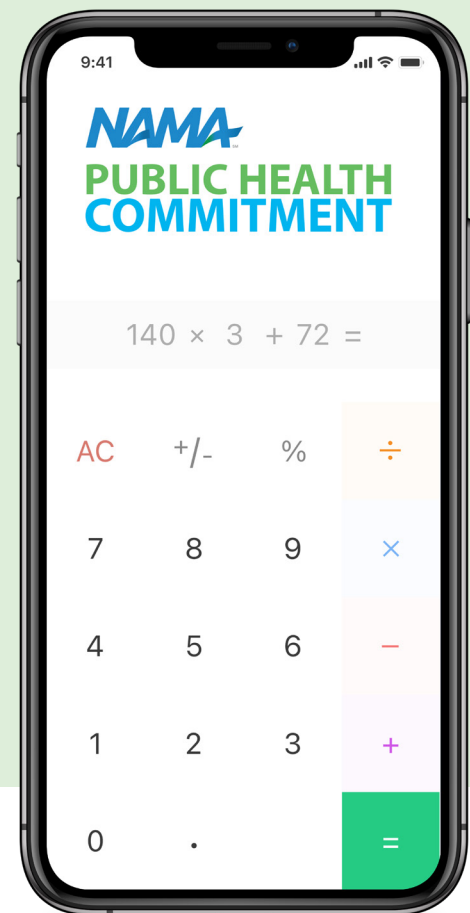 9:41
NAMA
PUBLIC HEALTH
COMMITMENT
140 × 3 + 72 =
AC +/- % ÷
7 8 9 ×
4 5 6 −
1 2 3 +
0 . =